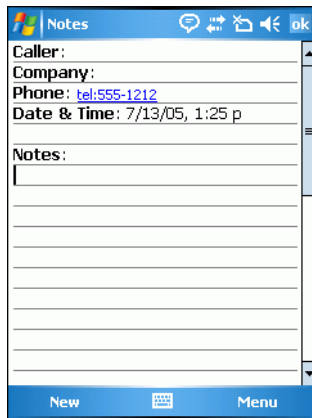 Notes
ok
Caller:
Company:
Phone: tel:555-1212
Date & Time: 7/13/05, 1:25 p
Notes:
New
Menu